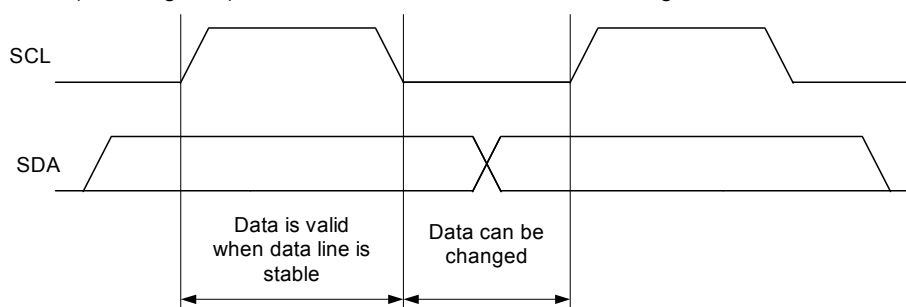 SCL
SDA
Data is valid
when data line is
stable
Data can be
changed